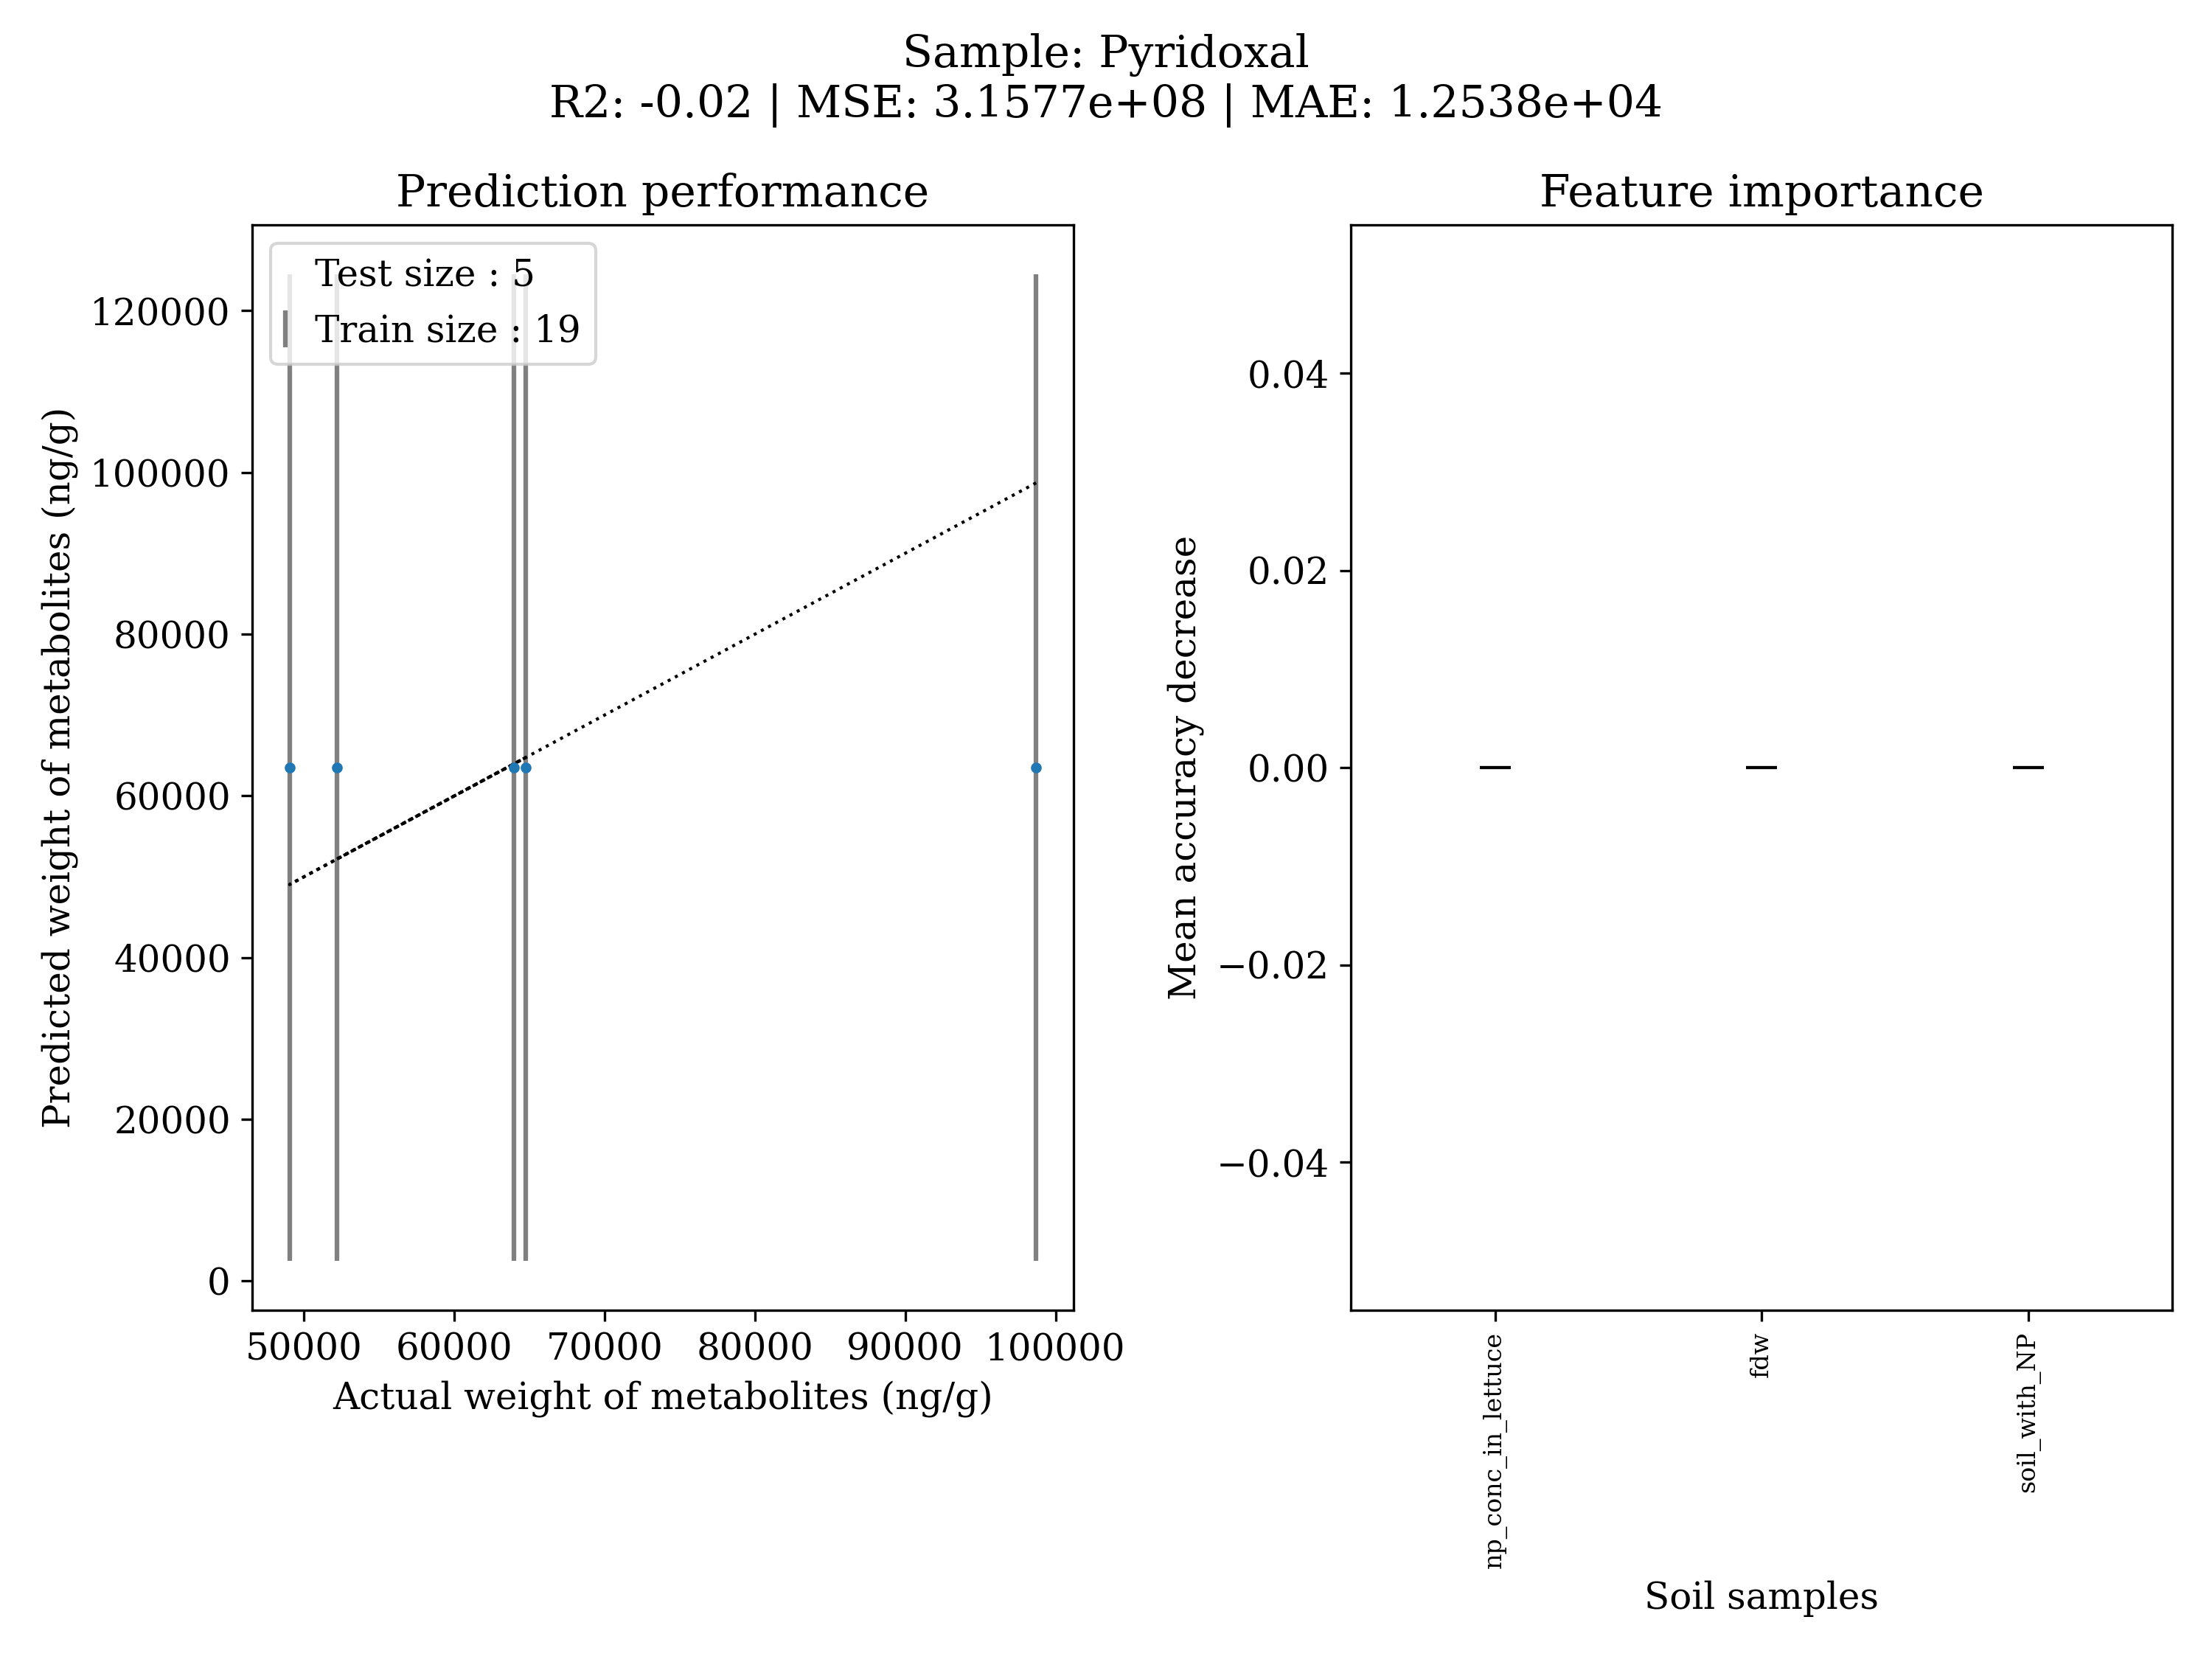 Sample: Pyridoxal
R2: -0.02 | MSE: 3.1577e+08 | MAE: 1.2538e+04
Prediction performance
Test size : 5
Train size : 19
120000
100000
80000
60000
40000
20000
0
Predicted weight of metabolites (ng/g)
50000 60000 70000 80000 90000 100000
Actual weight of metabolites (ng/g)
Feature importance
0.04
0.02
0.00
−0.02
−0.04
Mean accuracy decrease
np_conc_in_lettuce
fdw
soil_with_NP
Soil samples